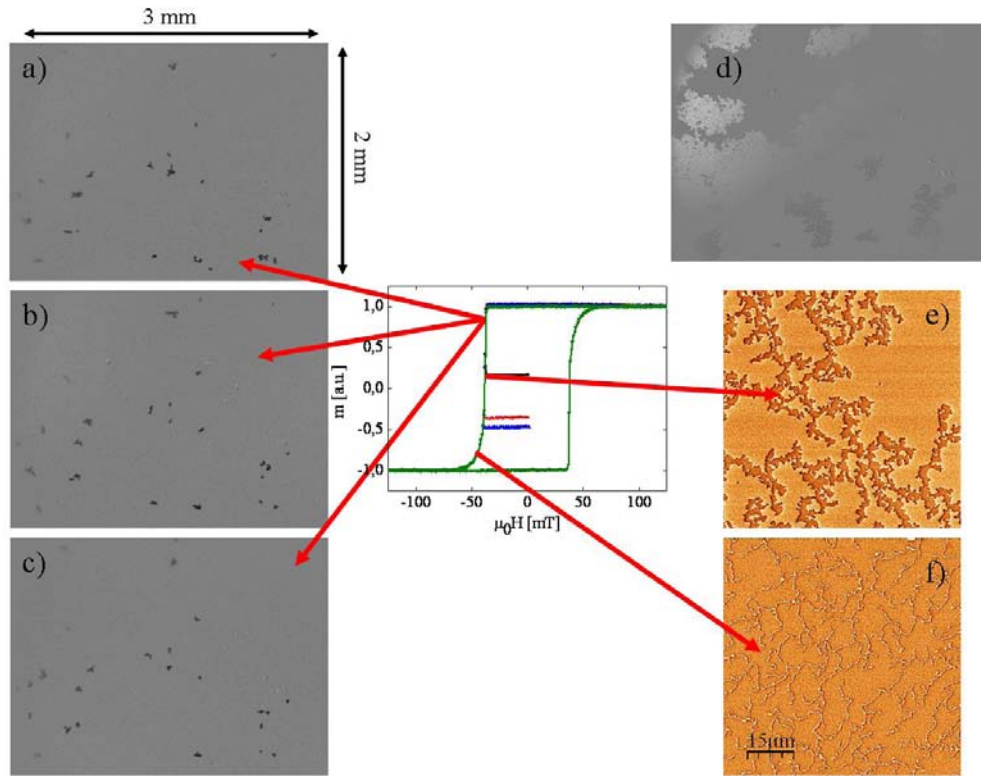 3 mm
a)
2 mm
d)
b)
1,0
0,5
0,0
-0,5
-1,0
m [a.u.]
-100
-50
0
50
100
μ0H [mT]
e)
c)
f)
15μm